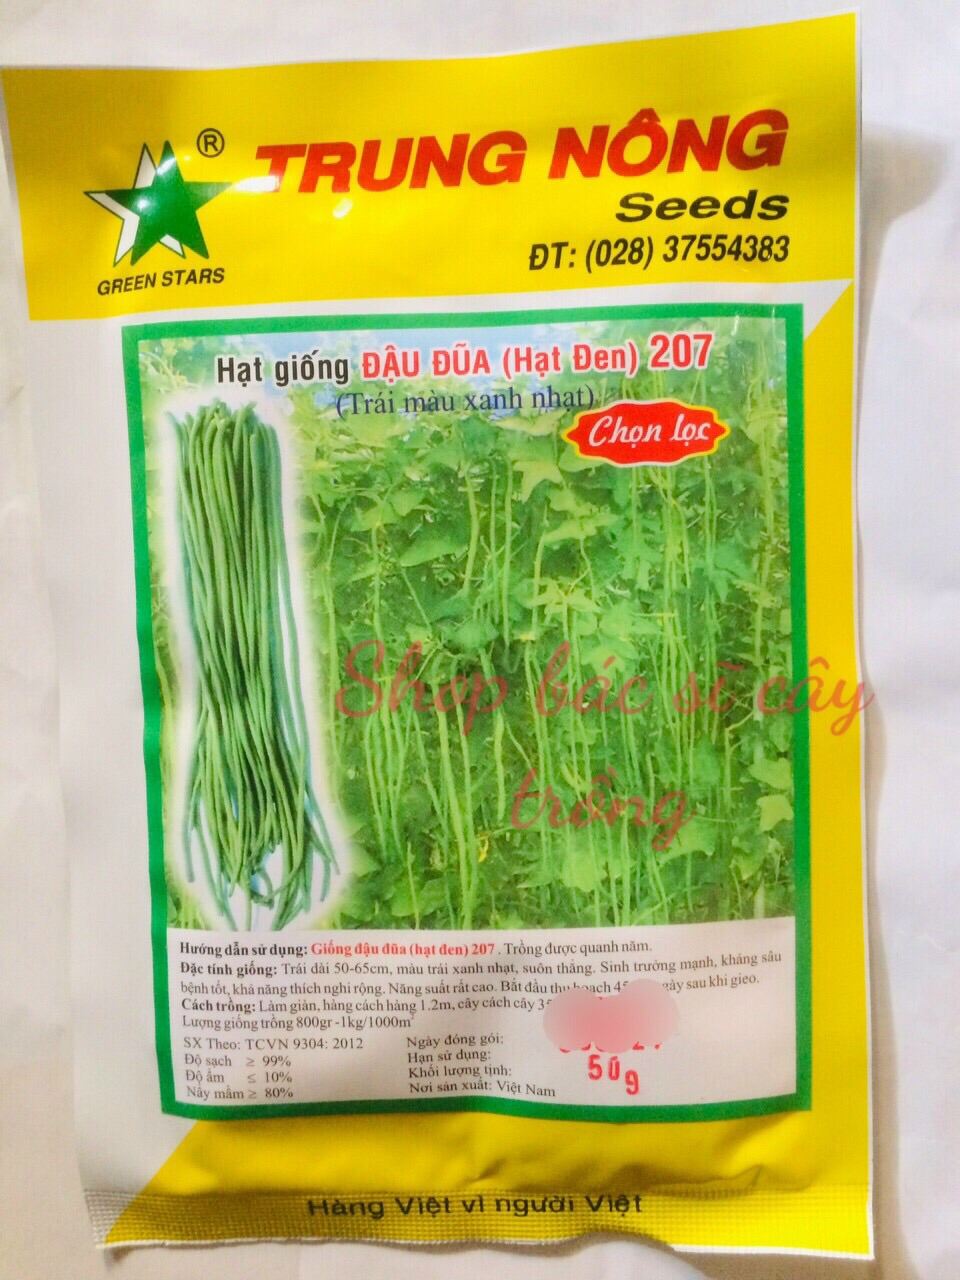 ®
TRUNG NÔNG
Seeds
ĐT: (028) 37554383
GREEN STARS
Hạt giống ĐẬU ĐŨA (Hạt Đen) 207
(Trái màu xanh nhạt)
Chọn lọc
Shop bác sĩ cây
trồng
Hướng dẫn sử dụng: Giống đậu đũa (hạt đen) 207 . Trồng được quanh năm.
Đặc tính giống: Trái dài 50-65cm, màu trái xanh nhạt, suôn thẳng. Sinh trưởng mạnh, kháng sâu
bệnh tốt, khả năng thích nghi rộng. Năng suất rất cao. Bắt đầu thu hoạch sau khi gieo.
Cách trồng: Làm giàn, hàng cách hàng 1.2m, cây cách cây
Lượng giống trồng 800gr -1kg/1000m²
SX Theo: TCVN 9304: 2012
Độ sạch ≥ 99%
Độ ẩm ≤ 10%
Nảy mầm ≥ 80%
Ngày đóng gói:
Hạn sử dụng:
Khối lượng tịnh: 50g
Nơi sản xuất: Việt Nam
Hàng Việt vì người Việt